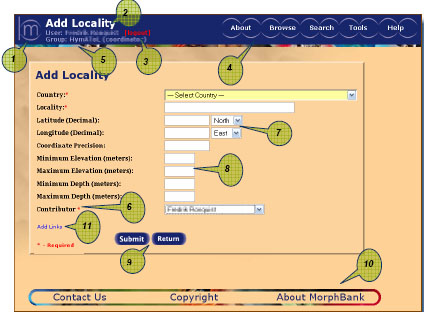 2
Add Locality
User: Fredrik Ronquist [logout]
Group:
About Browse Search Tools Help
1
5
3
4
Add Locality
Country:* --- Select Country ---
Locality:*
Latitude (Decimal): North
7
Longitude (Decimal): East
Coordinate Precision:
Minimum Elevation (meters):
8
Maximum Elevation (meters):
Minimum Depth (meters):
Maximum Depth (meters):
Contributor * 6 Fredrik Ronquist
Add Links 11
* - Required
Submit Return
9
10
Contact Us Copyright About MorphBank